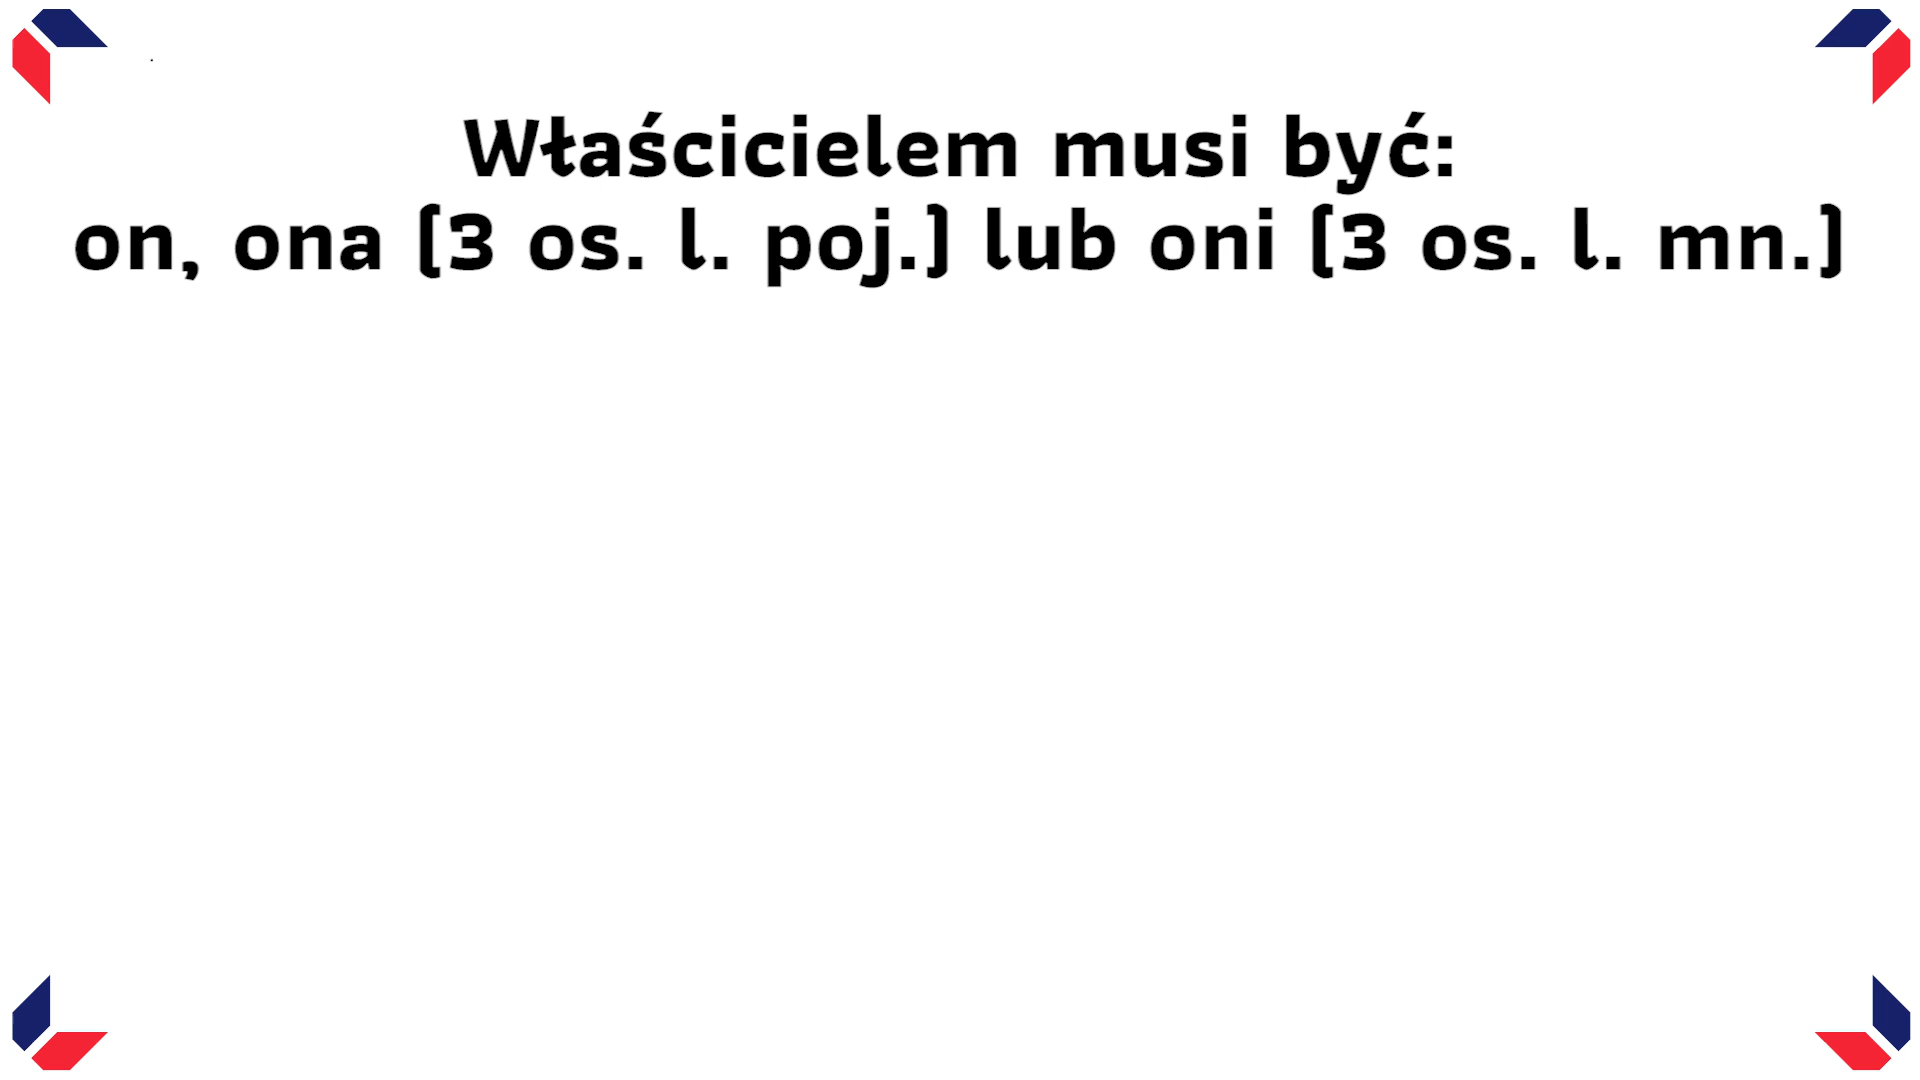 Właścicielem musi być:
on, ona (3 os. l. poj.) lub oni (3 os. l. mn.)